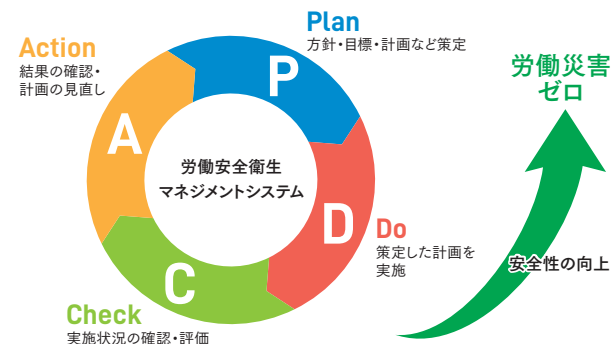 Plan
方針・目標・計画など策定
Action
結果の確認・
計画の見直し
P
A
D
C
労働安全衛生
マネジメントシステム
Do
策定した計画を
実施
Check
実施状況の確認・評価
労働災害
ゼロ
安全性の向上